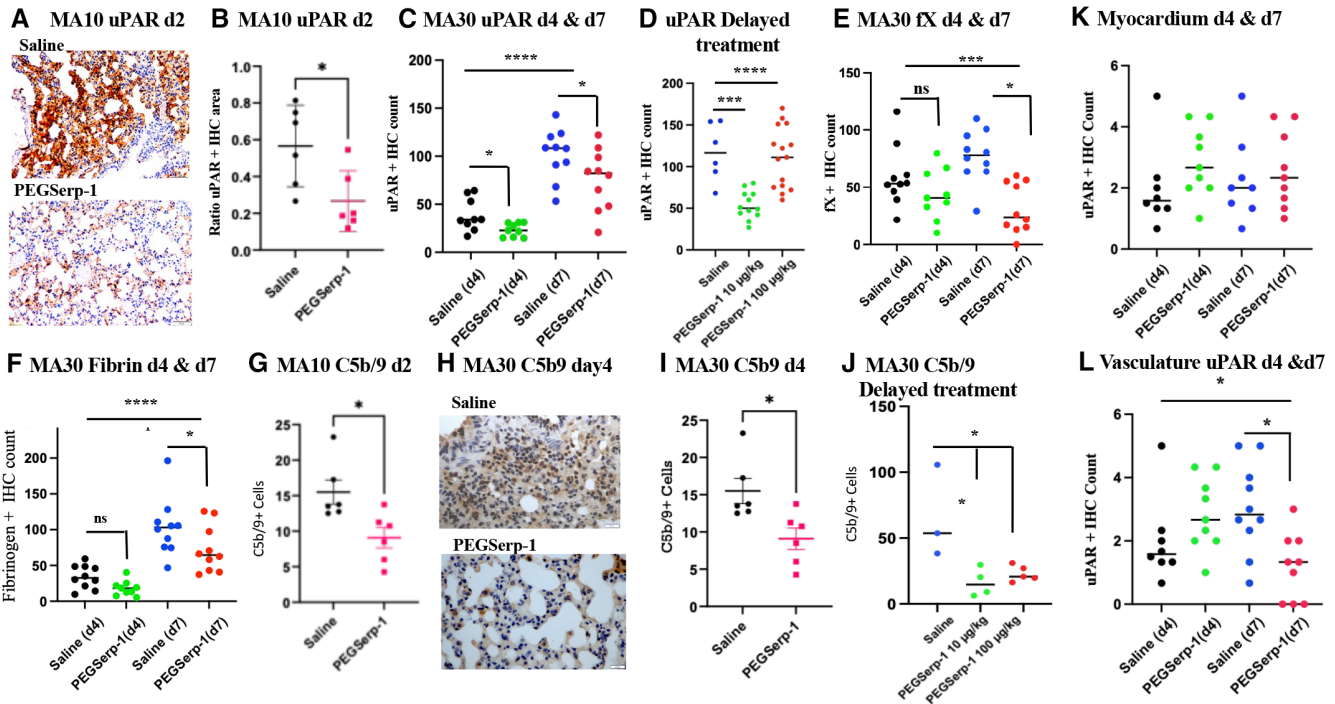 A MA10 uPAR d2
Saline
PEGSerp-1
B MA10 uPAR d2
Ratio uPAR + IHC area
1.0
0.8
0.6
0.4
0.2
0.0
*
Saline
PEGSerp-1
C MA30 uPAR d4 & d7
uPAR + IHC count
200
150
100
50
0
****
*
*
Saline (d4)
PEGSerp-1(d4)
Saline (d7)
PEGSerp-1(d7)
D uPAR Delayed
treatment
uPAR + IHC count
200
150
100
50
0
****
***
Saline
PEGSerp-1 10 µg/kg
PEGSerp-1 100 µg/kg
E MA30 fX d4 & d7
fX + IHC count
150
100
50
0
***
ns
*
Saline (d4)
PEGSerp-1(d4)
Saline (d7)
PEGSerp-1(d7)
K Myocardium d4 & d7
uPAR + IHC Count
6
4
2
0
Saline (d4)
PEGSerp-1(d4)
Saline (d7)
PEGSerp-1(d7)
F MA30 Fibrin d4 & d7
Fibrinogen + IHC count
200
150
100
50
0
****
ns
*
Saline (d4)
PEGSerp-1(d4)
Saline (d7)
PEGSerp-1(d7)
G MA10 C5b/9 d2
C5b/9+ Cells
25
20
15
10
5
0
*
Saline
PEGSerp-1
H MA30 C5b9 day4
Saline
PEGSerp-1
I MA30 C5b9 d4
C5b/9+ Cells
25
20
15
10
5
0
*
Saline
PEGSerp-1
J MA30 C5b/9
Delayed treatment
C5b/9+ Cells
150
100
50
0
*
*
Saline
PEGSerp-1 10 µg/kg
PEGSerp-1 100 µg/kg
L Vasculature uPAR d4 &d7
uPAR + IHC Count
6
4
2
0
*
*
Saline (d4)
PEGSerp-1(d4)
Saline (d7)
PEGSerp-1(d7)